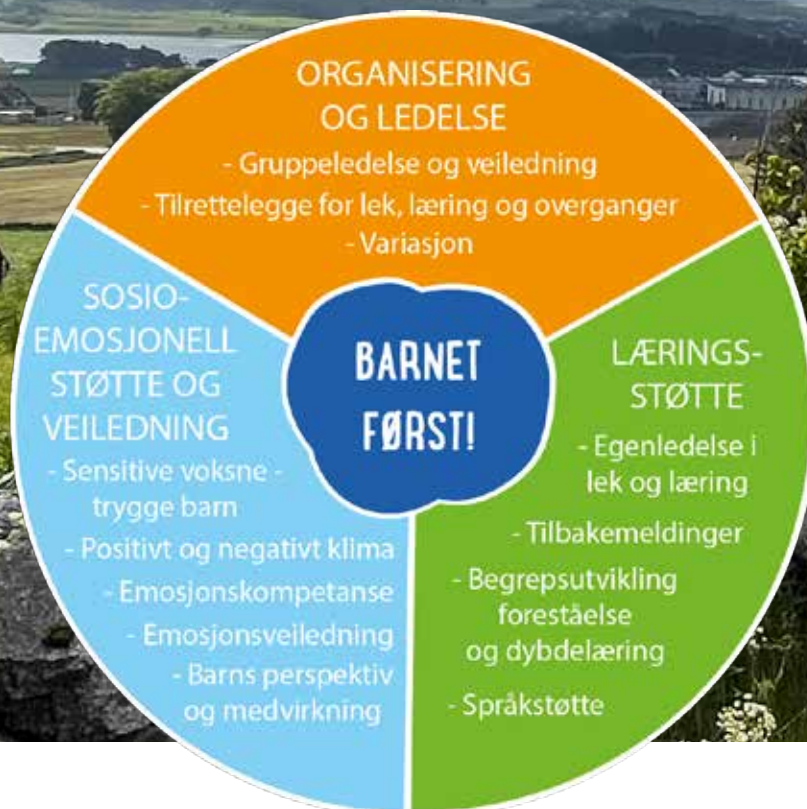 ORGANISERING
OG LEDELSE
- Gruppeledelse og veiledning
- Tilrettelegge for lek, læring og overganger
- Variasjon
SOSIO-
EMOSJONELL
STØTTE OG
VEILEDNING
- Sensitive voksne -
trygge barn
- Positivt og negativt klima
- Emosjonskompetanse
- Emosjonsveiledning
- Barns perspektiv
og medvirkning
BARNET
FØRST!
LÆRINGS-
STØTTE
- Egenledelse i
lek og læring
- Tilbakemeldinger
- Begrepsutvikling
foreståelse
og dybdelæring
- Språkstøtte